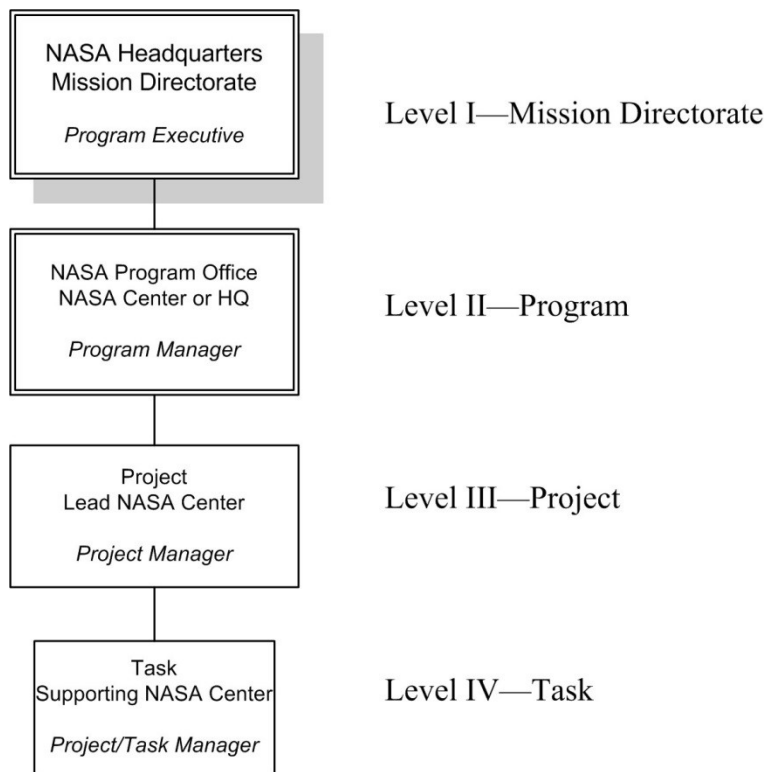 NASA Headquarters
Mission Directorate
Program Executive
Level I—Mission Directorate
NASA Program Office
NASA Center or HQ
Program Manager
Level II—Program
Project
Lead NASA Center
Project Manager
Level III—Project
Task
Supporting NASA Center
Project/Task Manager
Level IV—Task